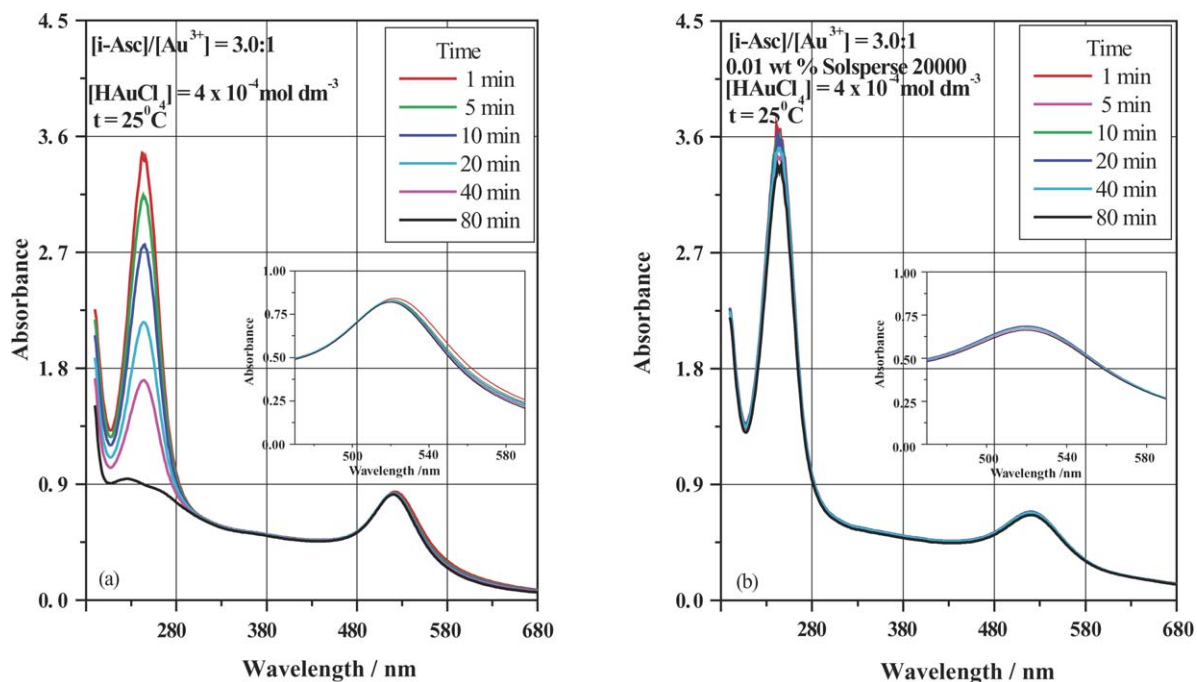 4.5
3.6
2.7
1.8
0.9
0.0
Absorbance
[i-Asc]/[Au³⁺] = 3.0:1
[HAuCl₄] = 4 x 10⁻⁴ mol dm⁻³
t = 25⁰C
Time
1 min
5 min
10 min
20 min
40 min
80 min
1.00
0.75
0.50
0.25
0.00
Absorbance
500 540 580
Wavelength /nm
(a)
280 380 480 580 680
Wavelength / nm
4.5
3.6
2.7
1.8
0.9
0.0
Absorbance
[i-Asc]/[Au³⁺] = 3.0:1
0.01 wt % Solsperse 20000
[HAuCl₄] = 4 x 10⁻⁴ mol dm⁻³
t = 25⁰C
Time
1 min
5 min
10 min
20 min
40 min
80 min
1.00
0.75
0.50
0.25
0.00
Absorbance
500 540 580
Wavelength /nm
(b)
280 380 480 580 680
Wavelength / nm